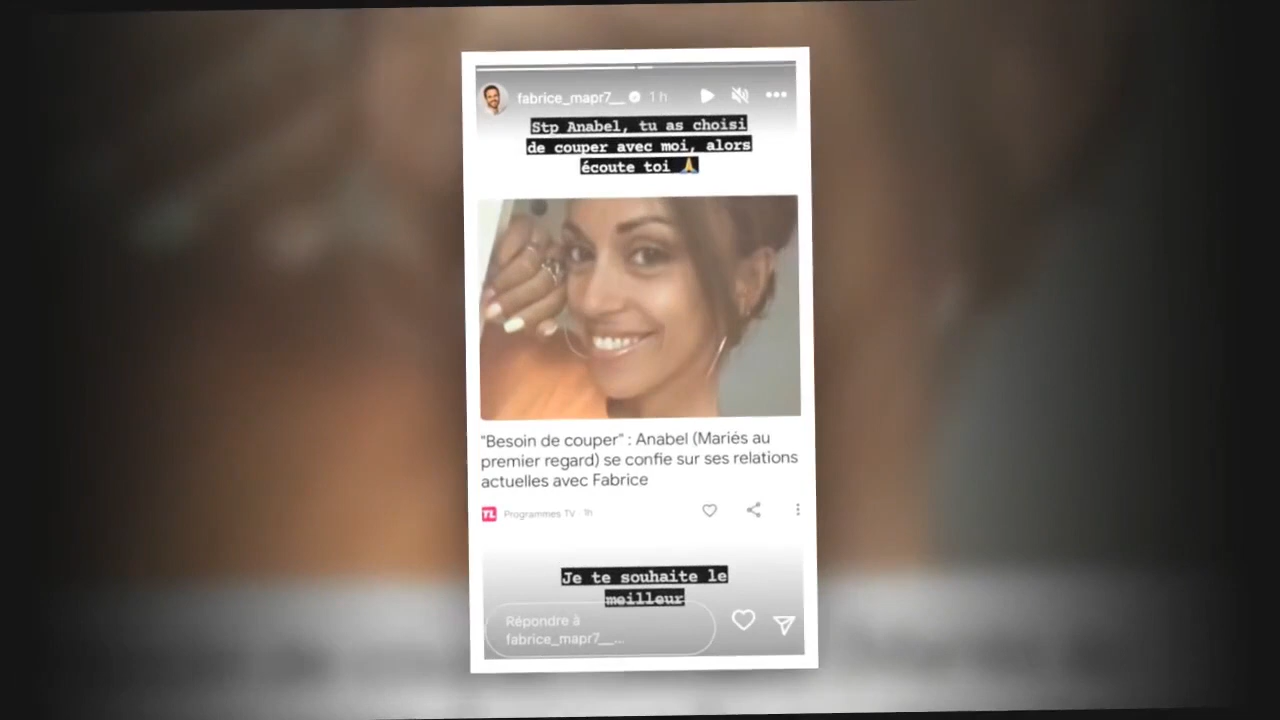 fabrice_mapr7__ 1 h
Stp Anabel, tu as choisi
de couper avec moi, alors
écoute toi 🙏
"Besoin de couper" : Anabel (Mariés au
premier regard) se confie sur ses relations
actuelles avec Fabrice
TL Programmes TV · 1h
Je te souhaite le
meilleur
Répondre à
fabrice_mapr7__...